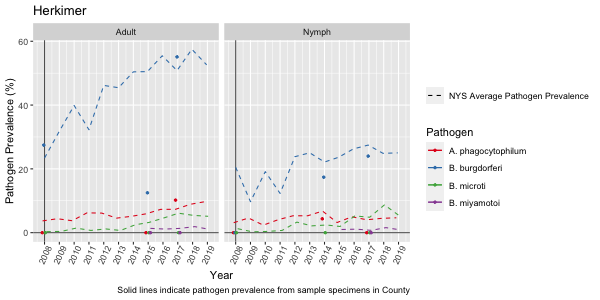 Herkimer
Adult
Nymph
Pathogen Prevalence (%)
60
40
20
0
2008 2009 2010 2011 2012 2013 2014 2015 2016 2017 2018 2019
2008 2009 2010 2011 2012 2013 2014 2015 2016 2017 2018 2019
Year
Solid lines indicate pathogen prevalence from sample specimens in County
NYS Average Pathogen Prevalence
Pathogen
A. phagocytophilum
B. burgdorferi
B. microti
B. miyamotoi